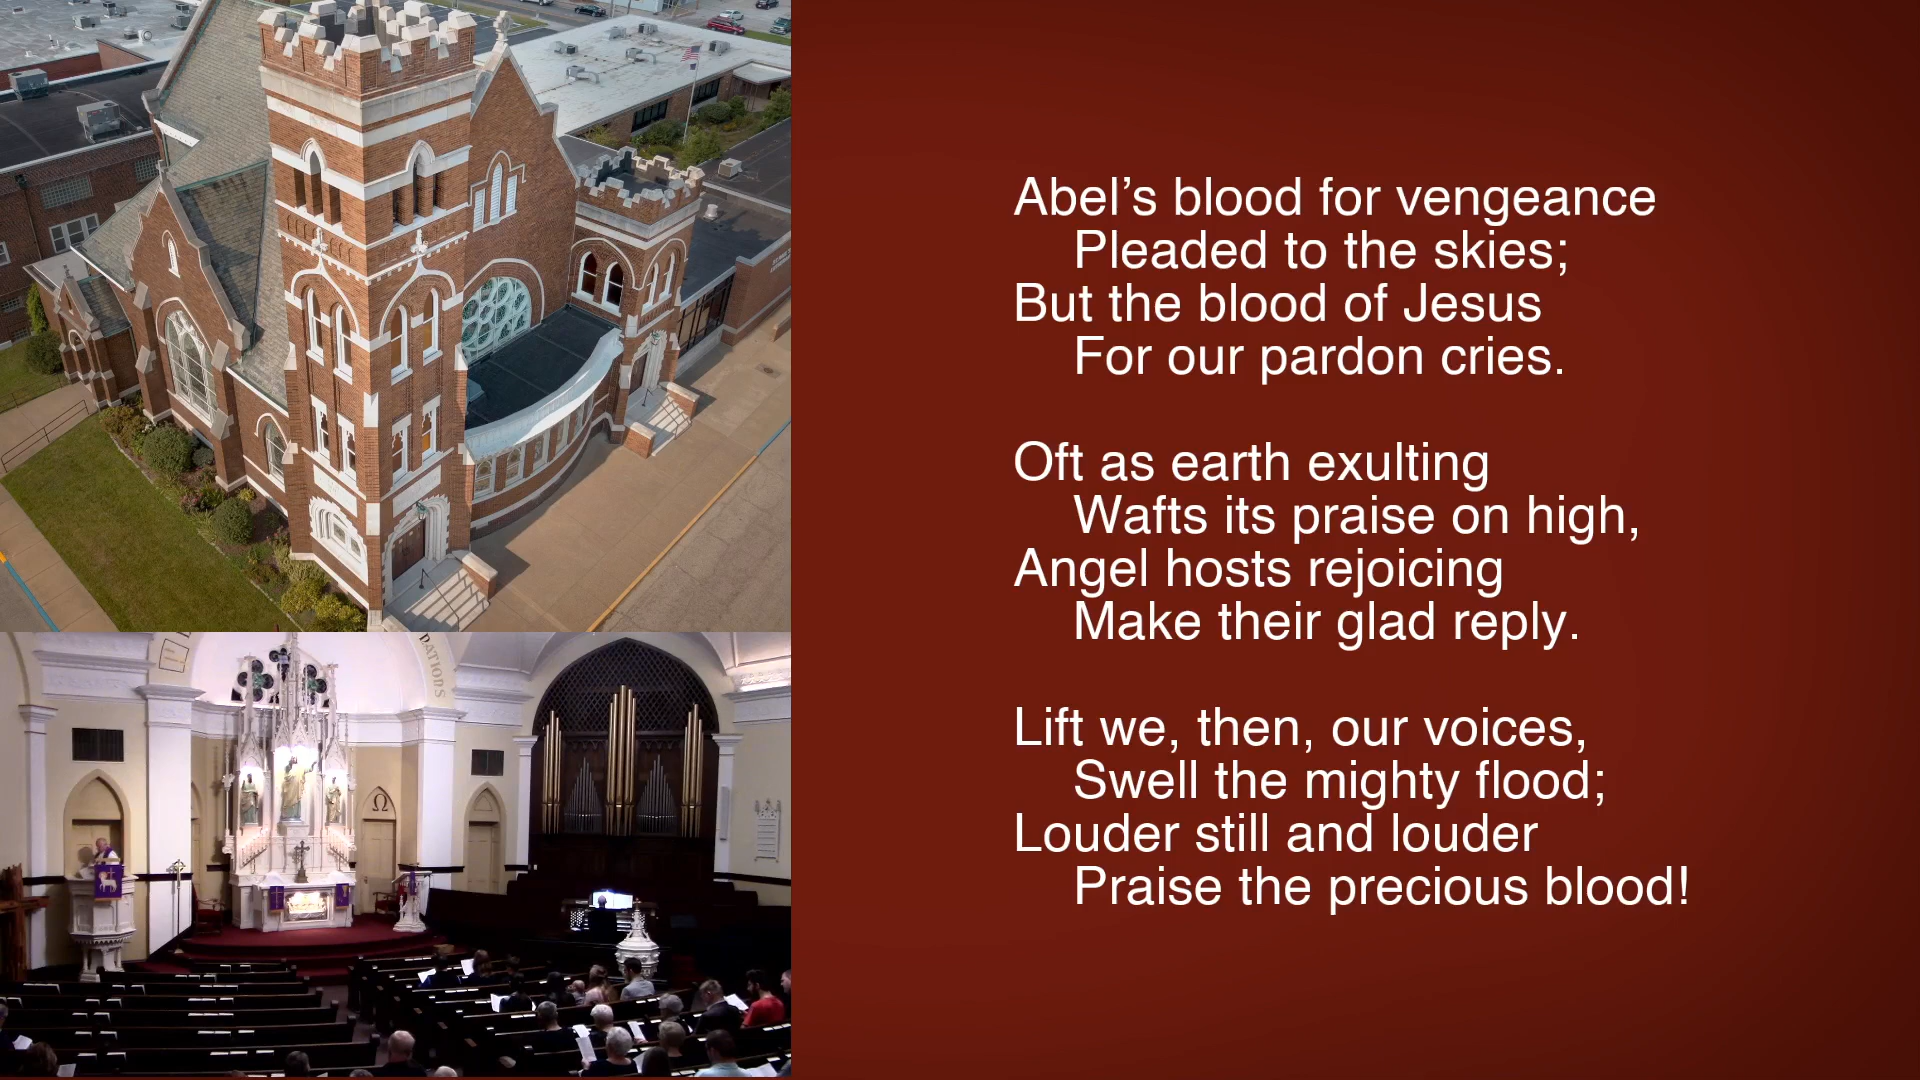 DATIONS
Ω
Abel’s blood for vengeance
Pleaded to the skies;
But the blood of Jesus
For our pardon cries.
Oft as earth exulting
Wafts its praise on high,
Angel hosts rejoicing
Make their glad reply.
Lift we, then, our voices,
Swell the mighty flood;
Louder still and louder
Praise the precious blood!